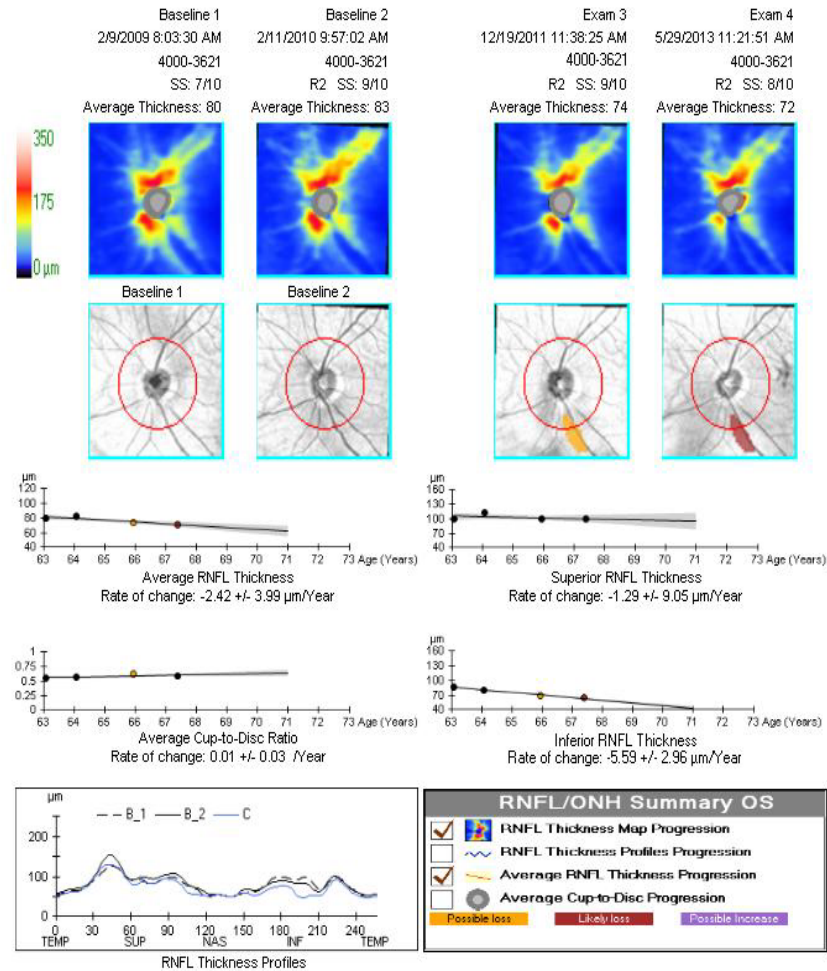 Baseline 1 Baseline 2 Exam 3 Exam 4
2/9/2009 8:03:30 AM 2/11/2010 9:57:02 AM 12/19/2011 11:38:25 AM 5/29/2013 11:21:51 AM
4000-3621 4000-3621 4000-3621 4000-3621
SS: 7/10 R2 SS: 9/10 R2 SS: 9/10 R2 SS: 8/10
Average Thickness: 80 Average Thickness: 83 Average Thickness: 74 Average Thickness: 72
350
175
0 µm
Baseline 1 Baseline 2
µm
120
100
80
60
40
63 64 65 66 67 68 69 70 71 72 73 Age (Years)
Average RNFL Thickness
Rate of change: -2.42 +/- 3.99 µm/Year
µm
160
130
100
70
40
63 64 65 66 67 68 69 70 71 72 73 Age (Years)
Superior RNFL Thickness
Rate of change: -1.29 +/- 9.05 µm/Year
1
0.75
0.5
0.25
0
63 64 65 66 67 68 69 70 71 72 73 Age (Years)
Average Cup-to-Disc Ratio
Rate of change: 0.01 +/- 0.03 /Year
µm
160
130
100
70
40
63 64 65 66 67 68 69 70 71 72 73 Age (Years)
Inferior RNFL Thickness
Rate of change: -5.59 +/- 2.96 µm/Year
µm
B_1 B_2 C
200
100
0
0 30 60 90 120 150 180 210 240
TEMP SUP NAS INF TEMP
RNFL Thickness Profiles
RNFL/ONH Summary OS
RNFL Thickness Map Progression
RNFL Thickness Profiles Progression
Average RNFL Thickness Progression
Average Cup-to-Disc Progression
Possible loss Likely loss Possible Increase